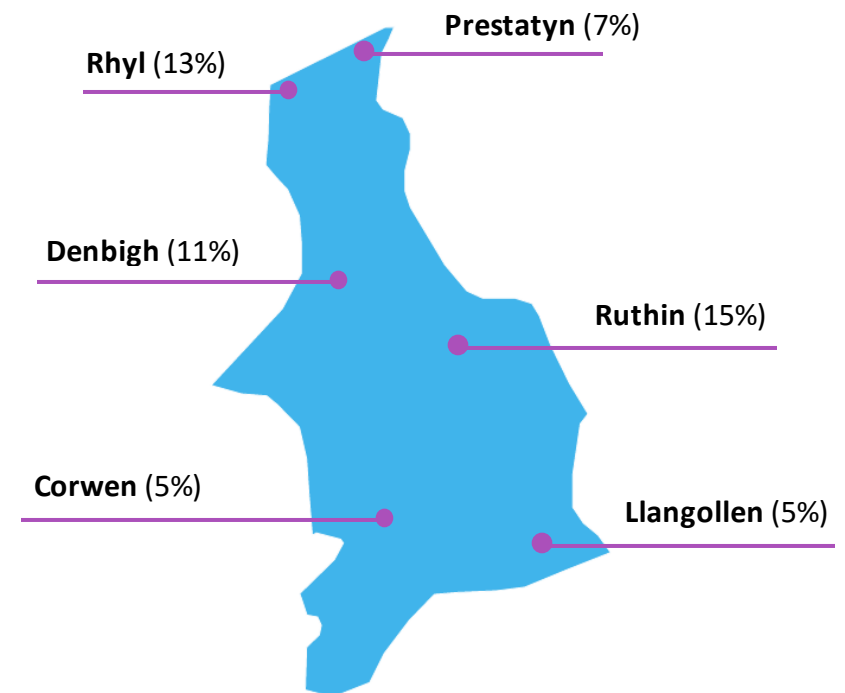 Prestatyn (7%)
Rhyl (13%)
Denbigh (11%)
Ruthin (15%)
Corwen (5%)
Llangollen (5%)